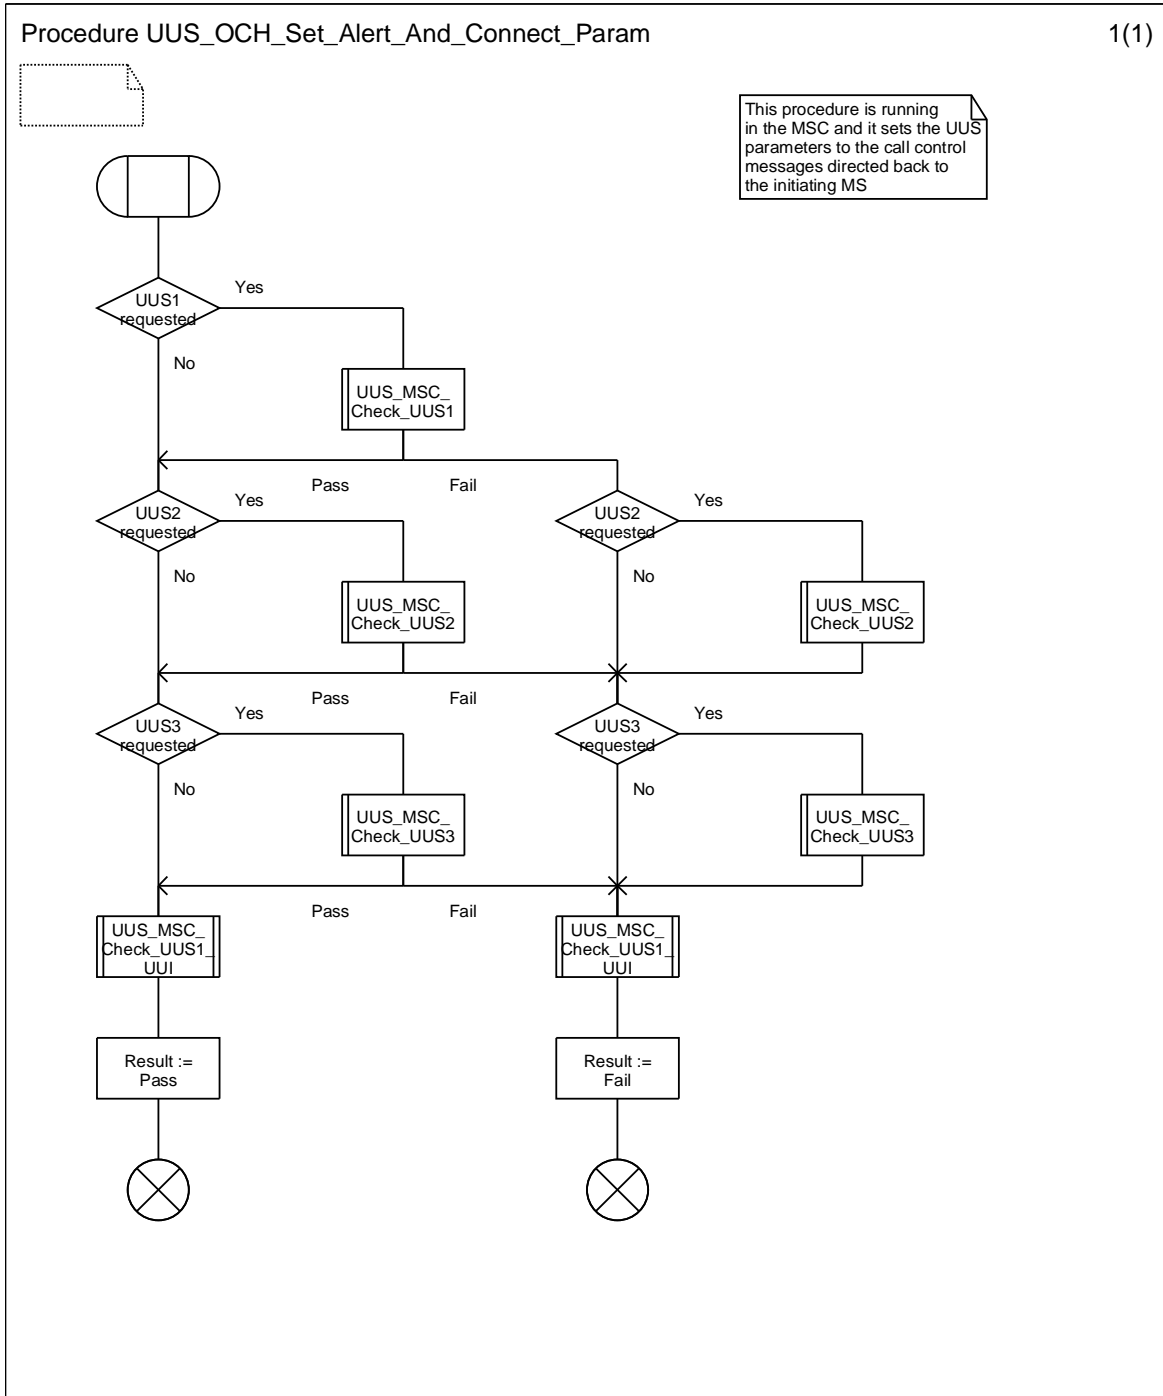 Procedure UUS_OCH_Set_Alert_And_Connect_Param
1(1)
This procedure is running
in the MSC and it sets the UUS
parameters to the call control
messages directed back to
the initiating MS
UUS1
requested
Yes
No
UUS_MSC_
Check_UUS1
Pass
Fail
UUS2
requested
Yes
No
UUS_MSC_
Check_UUS2
UUS2
requested
Yes
No
UUS_MSC_
Check_UUS2
Pass
Fail
UUS3
requested
Yes
No
UUS_MSC_
Check_UUS3
UUS3
requested
Yes
No
UUS_MSC_
Check_UUS3
Pass
Fail
UUS_MSC_
Check_UUS1_
UUI
UUS_MSC_
Check_UUS1_
UUI
Result :=
Pass
Result :=
Fail